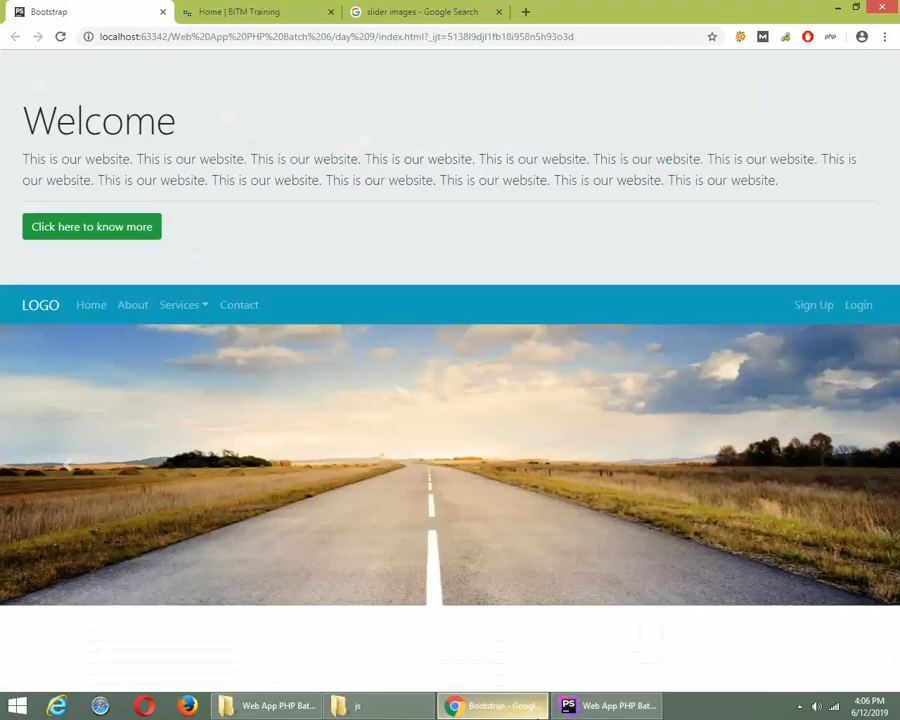 Bootstrap
Home | BITM Training
slider images - Google Search
localhost:63342/Web%20App%20PHP%20Batch%206/day%209/index.html?_ijt=5138l9djl1fb18i958n5h93o3d
php
Welcome
This is our website. This is our website. This is our website. This is our website. This is our website. This is our website. This is our website. This is
our website. This is our website. This is our website. This is our website. This is our website. This is our website. This is our website.
Click here to know more
LOGO Home About Services Contact Sign Up Login
Web App PHP Bat...
js
Bootstrap - Googl...
Web App PHP Bat...
4:06 PM
6/12/2019